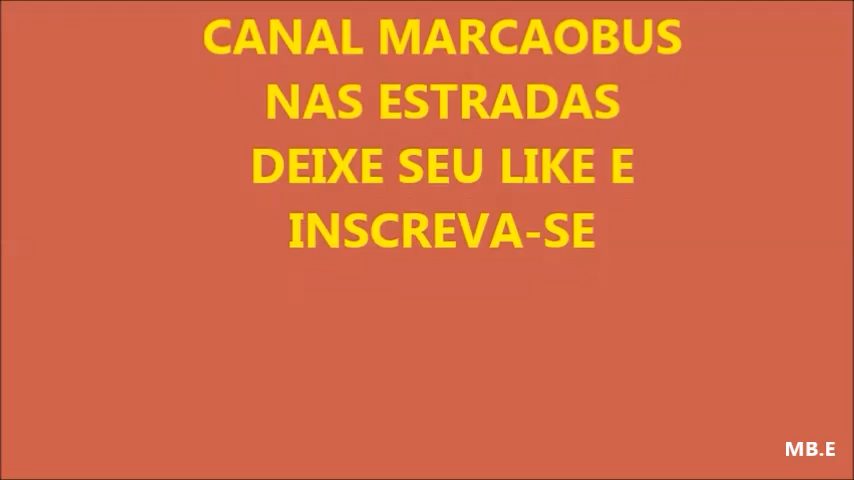 CANAL MARCAOBUS
NAS ESTRADAS
DEIXE SEU LIKE E
INSCREVA-SE
MB.E